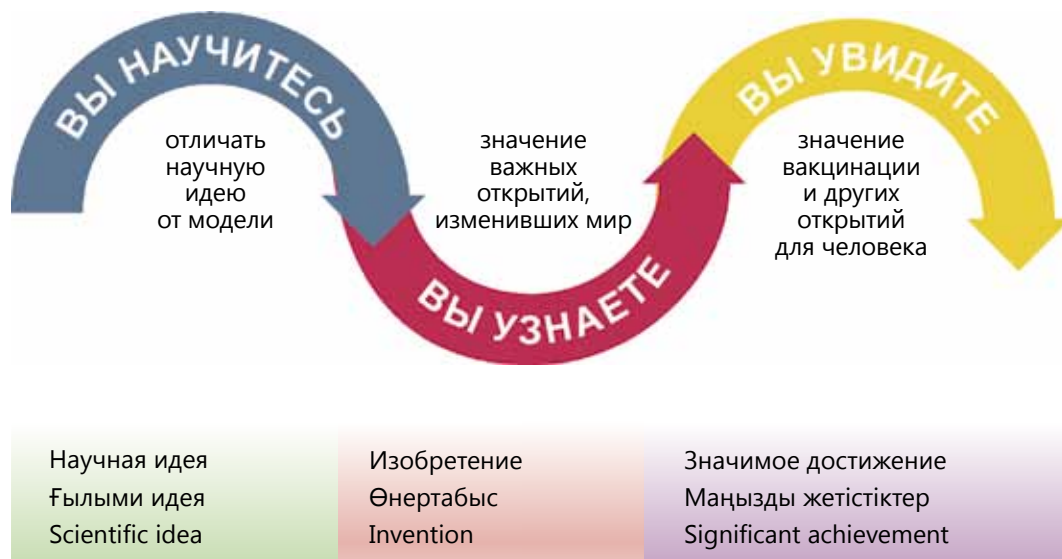 ВЫ НАУЧИТЕСЬ
отличать
научную
идею
от модели
ВЫ УЗНАЕТЕ
значение
важных
открытий,
изменивших мир
ВЫ УВИДИТЕ
значение
вакцинации
и других
открытий
для человека
Научная идея
Ғылыми идея
Scientific idea
Изобретение
Өнертабыс
Invention
Значимое достижение
Маңызды жетістіктер
Significant achievement